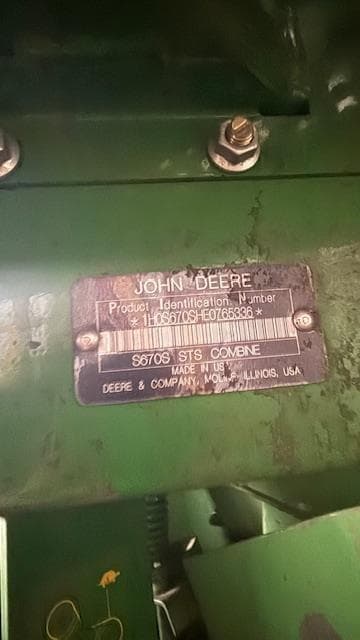 JOHN DEERE
Product Identification Number
*1H0S670SHE0765336*
S670S STS COMBINE
MADE IN USA
DEERE & COMPANY, MOLINE ILLINOIS, USA